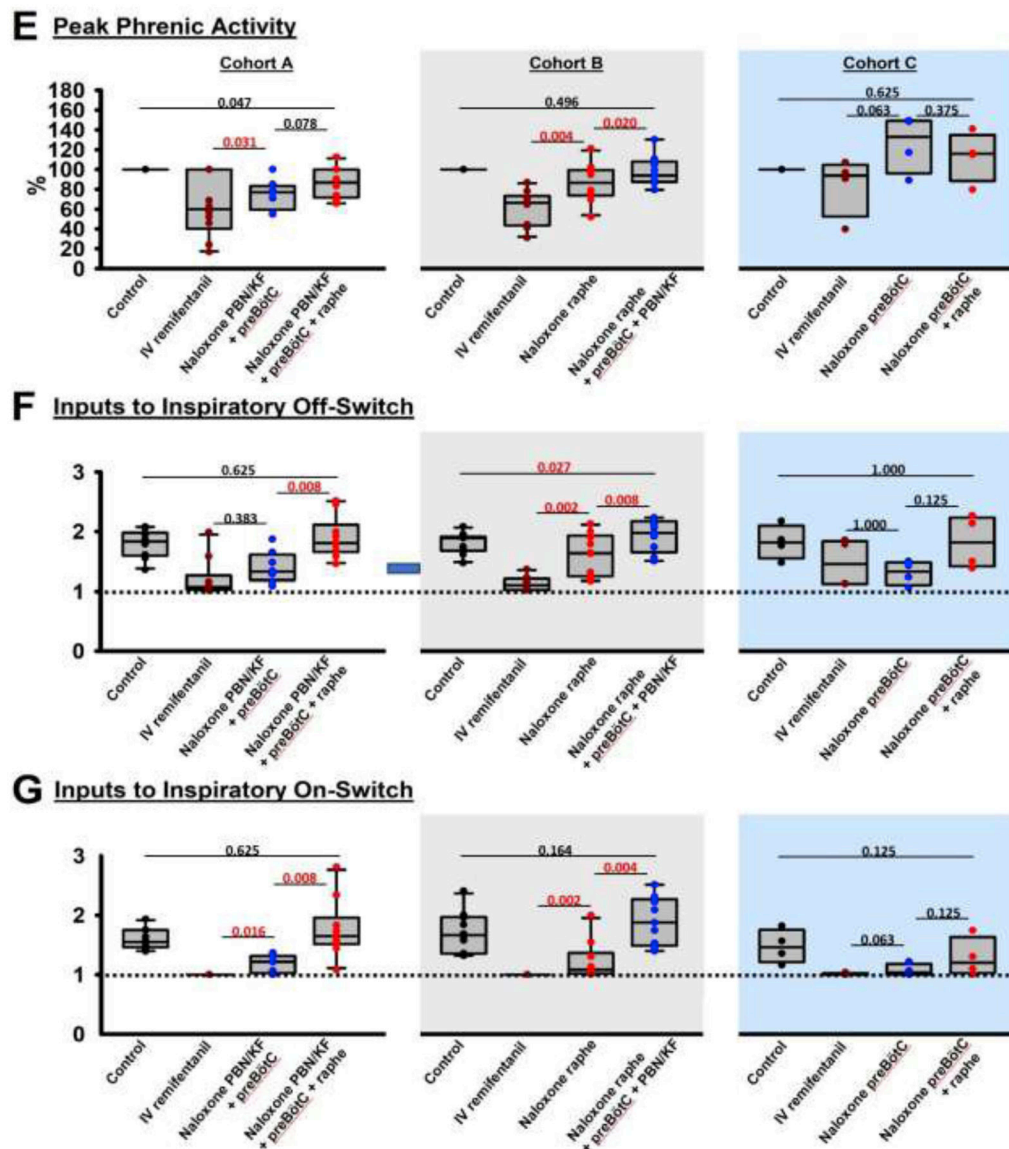 E Peak Phrenic Activity
Cohort A
Cohort B
Cohort C
180
160
140
120
100
80
60
40
20
0
%
0.047
0.078
0.031
0.496
0.020
0.004
0.625
0.063
0.375
Control
IV remifentanil
Naloxone PBN/KF
+ preBötC
Naloxone PBN/KF
+ preBötC + raphe
Control
IV remifentanil
Naloxone raphe
Naloxone raphe
+ preBötC + PBN/KF
Control
IV remifentanil
Naloxone preBötC
Naloxone preBötC
+ raphe
F Inputs to Inspiratory Off-Switch
3
2
1
0
0.625
0.008
0.383
0.027
0.002
0.008
1.000
0.125
1.000
Control
IV remifentanil
Naloxone PBN/KF
+ preBötC
Naloxone PBN/KF
+ preBötC + raphe
Control
IV remifentanil
Naloxone raphe
Naloxone raphe
+ preBötC + PBN/KF
Control
IV remifentanil
Naloxone preBötC
Naloxone preBötC
+ raphe
G Inputs to Inspiratory On-Switch
3
2
1
0
0.625
0.008
0.016
0.164
0.004
0.002
0.125
0.125
0.063
Control
IV remifentanil
Naloxone PBN/KF
+ preBötC
Naloxone PBN/KF
+ preBötC + raphe
Control
IV remifentanil
Naloxone raphe
Naloxone raphe
+ preBötC + PBN/KF
Control
IV remifentanil
Naloxone preBötC
Naloxone preBötC
+ raphe